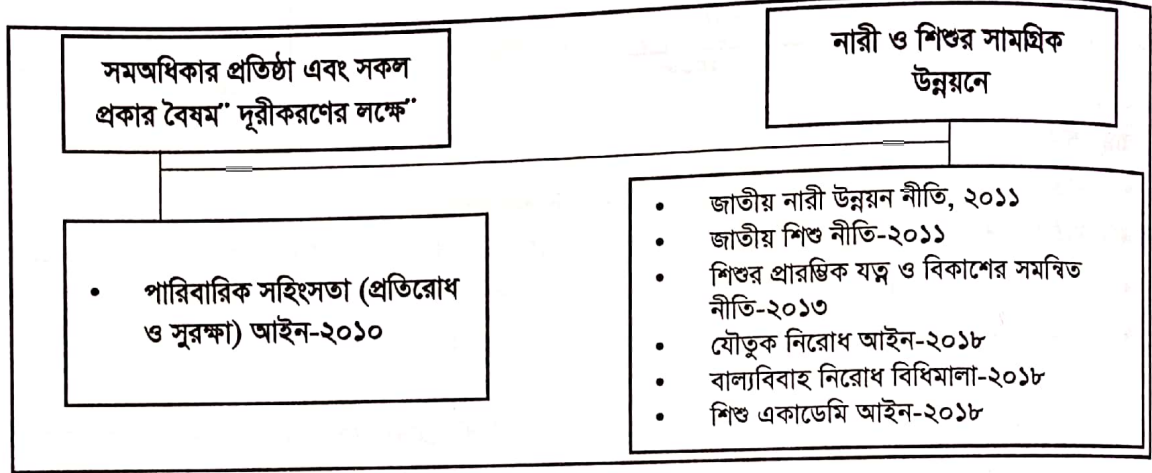 সমঅধিকার প্রতিষ্ঠা এবং সকল
প্রকার বৈষম" দূরীকরণের লক্ষে"
নারী ও শিশুর সামগ্রিক
উন্নয়নে
• পারিবারিক সহিংসতা (প্রতিরোধ
ও সুরক্ষা) আইন-২০১০
• জাতীয় নারী উন্নয়ন নীতি, ২০১১
• জাতীয় শিশু নীতি-২০১১
• শিশুর প্রারম্ভিক যত্ন ও বিকাশের সমন্বিত
নীতি-২০১৩
• যৌতুক নিরোধ আইন-২০১৮
• বাল্যবিবাহ নিরোধ বিধিমালা-২০১৮
• শিশু একাডেমি আইন-২০১৮